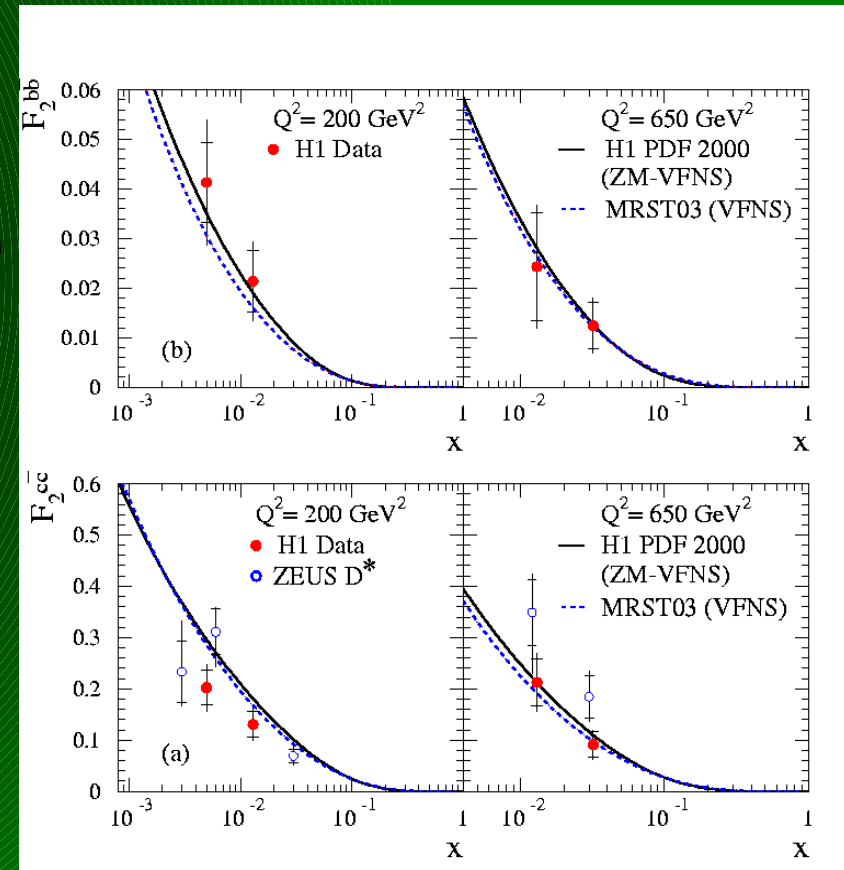 F₂ᵇᵇ̅
0.06
0.05
0.04
0.03
0.02
0.01
0
Q² = 200 GeV²
H1 Data
(b)
Q² = 650 GeV²
H1 PDF 2000
(ZM-VFNS)
MRST03 (VFNS)
10⁻³ 10⁻² 10⁻¹ 1 10⁻² 10⁻¹ 1
x x
F₂ᶜᶜ̅
0.6
0.5
0.4
0.3
0.2
0.1
0
Q² = 200 GeV²
H1 Data
ZEUS D*
(a)
Q² = 650 GeV²
H1 PDF 2000
(ZM-VFNS)
MRST03 (VFNS)
10⁻³ 10⁻² 10⁻¹ 1 10⁻² 10⁻¹ 1
x x